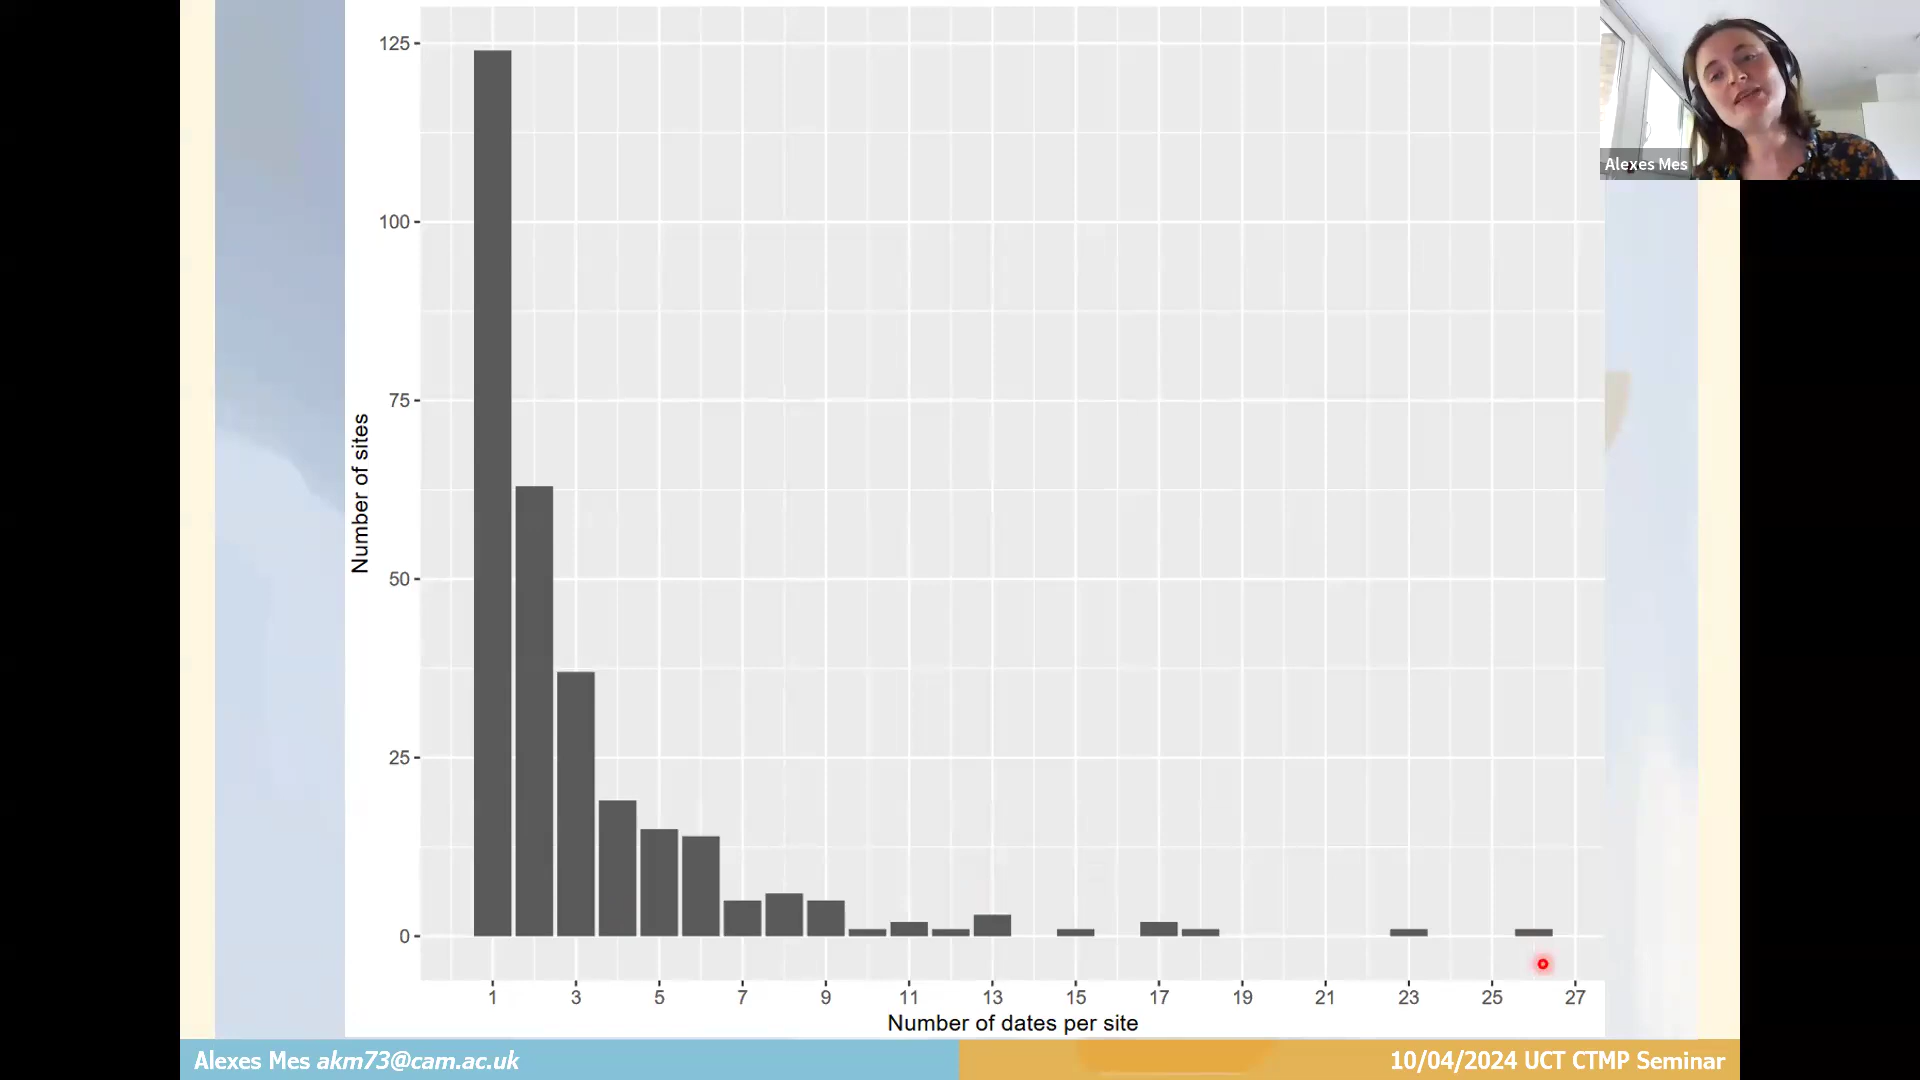 Alexes Mes
Number of sites
125
100
75
50
25
0
1 3 5 7 9 11 13 15 17 19 21 23 25 27
Number of dates per site
Alexes Mes akm73@cam.ac.uk
10/04/2024 UCT CTMP Seminar